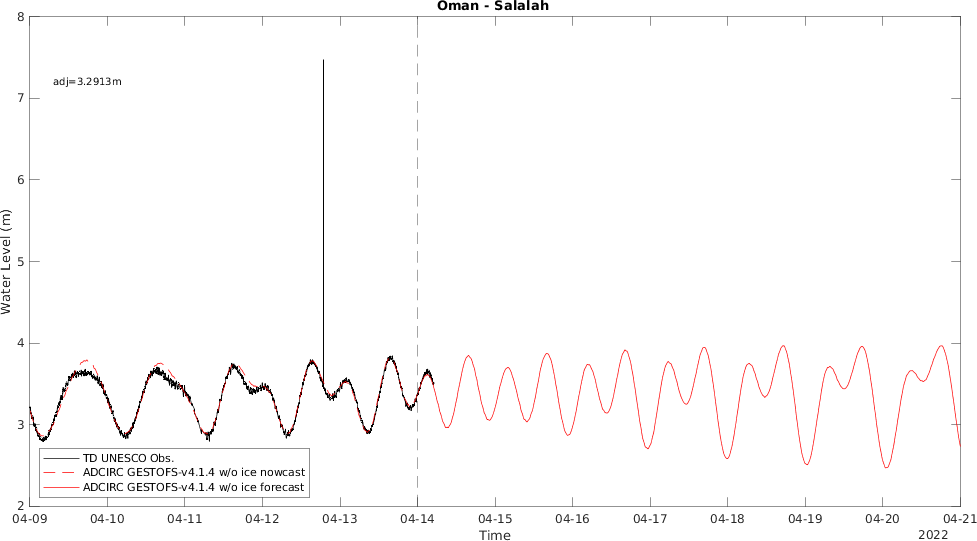 Oman - Salalah
adj=3.2913m
Water Level (m)
8
7
6
5
4
3
2
TD UNESCO Obs.
ADCIRC GESTOFS-v4.1.4 w/o ice nowcast
ADCIRC GESTOFS-v4.1.4 w/o ice forecast
04-09 04-10 04-11 04-12 04-13 04-14 04-15 04-16 04-17 04-18 04-19 04-20 04-21
Time
2022